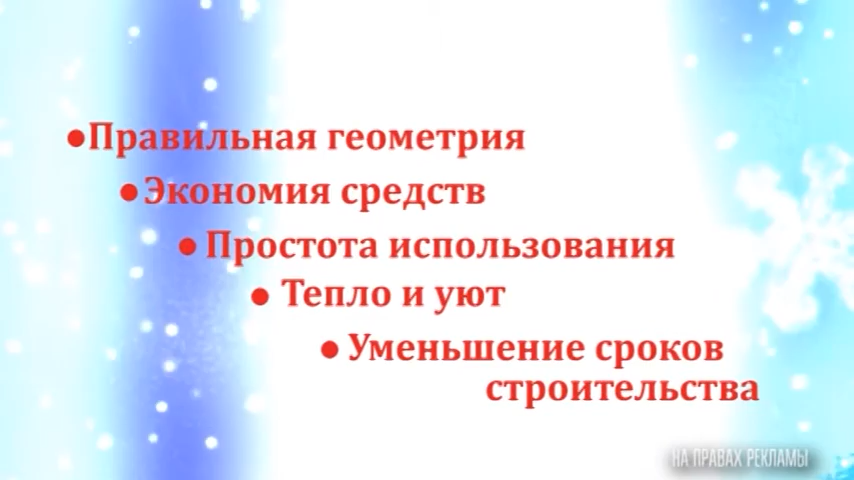 •Правильная геометрия
• Экономия средств
• Простота использования
• Тепло и уют
• Уменьшение сроков
строительства
НА ПРАВАХ РЕКЛАМЫ